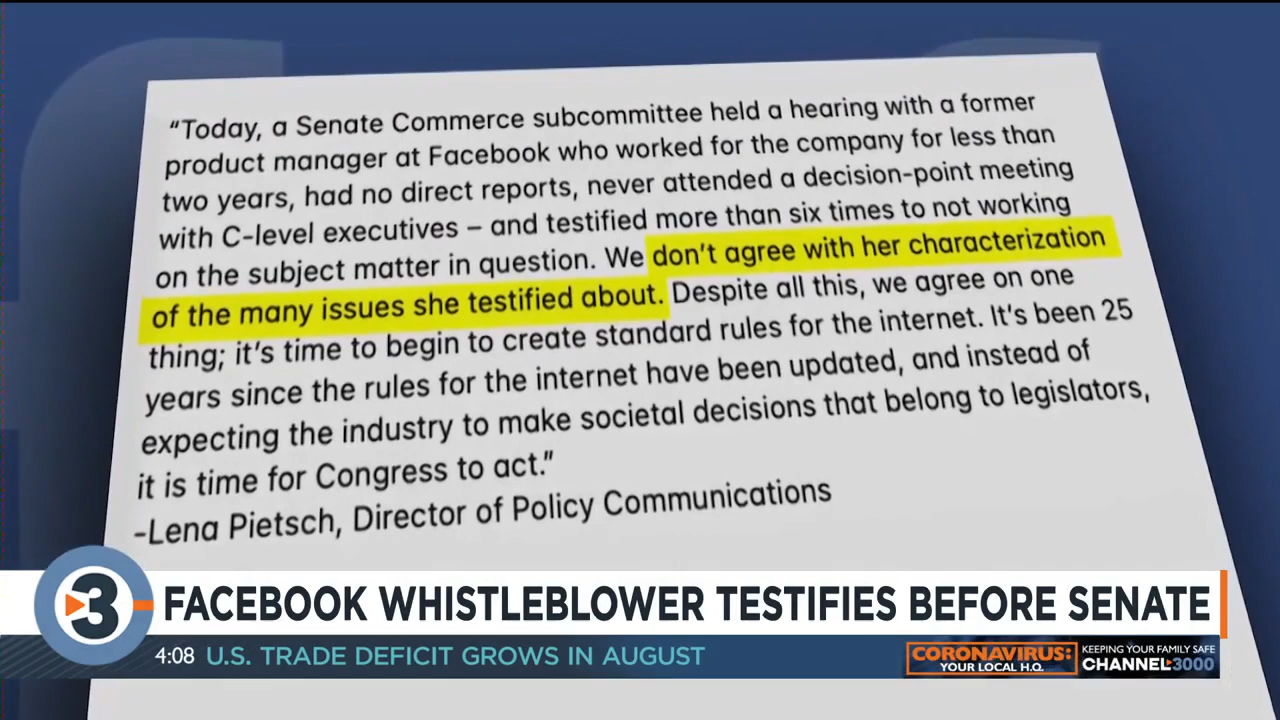 “Today, a Senate Commerce subcommittee held a hearing with a former
product manager at Facebook who worked for the company for less than
two years, had no direct reports, never attended a decision-point meeting
with C-level executives – and testified more than six times to not working
on the subject matter in question. We don’t agree with her characterization
of the many issues she testified about. Despite all this, we agree on one
thing; it’s time to begin to create standard rules for the internet. It’s been 25
years since the rules for the internet have been updated, and instead of
expecting the industry to make societal decisions that belong to legislators,
it is time for Congress to act.”
-Lena Pietsch, Director of Policy Communications
3
FACEBOOK WHISTLEBLOWER TESTIFIES BEFORE SENATE
4:08 U.S. TRADE DEFICIT GROWS IN AUGUST
CORONAVIRUS:
YOUR LOCAL H.Q.
KEEPING YOUR FAMILY SAFE
CHANNEL3000